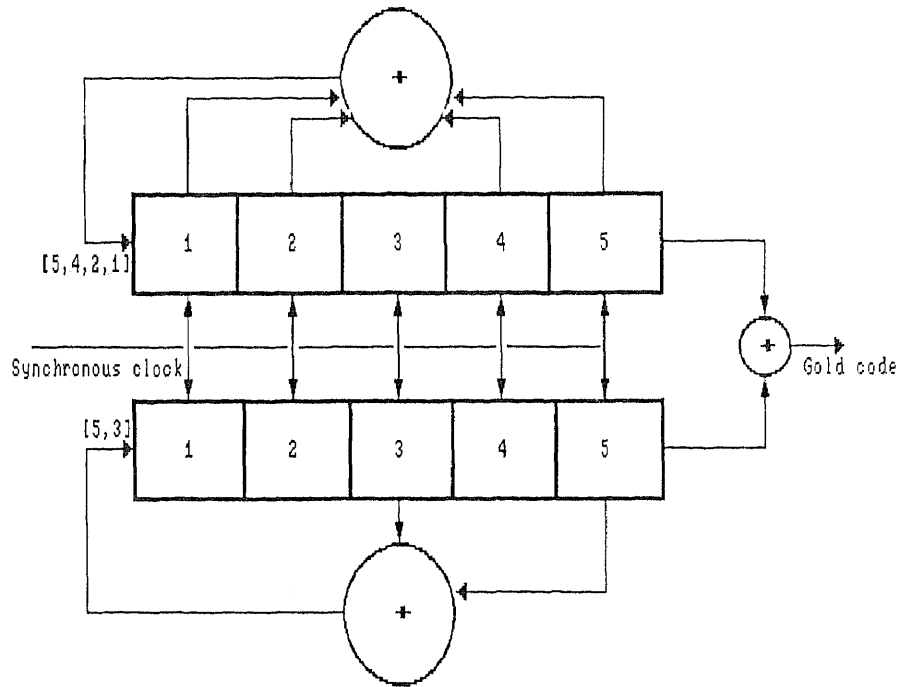 +
1 2 3 4 5
[5,4,2,1]
+
Synchronous clock
Gold code
[5,3]
1 2 3 4 5
+